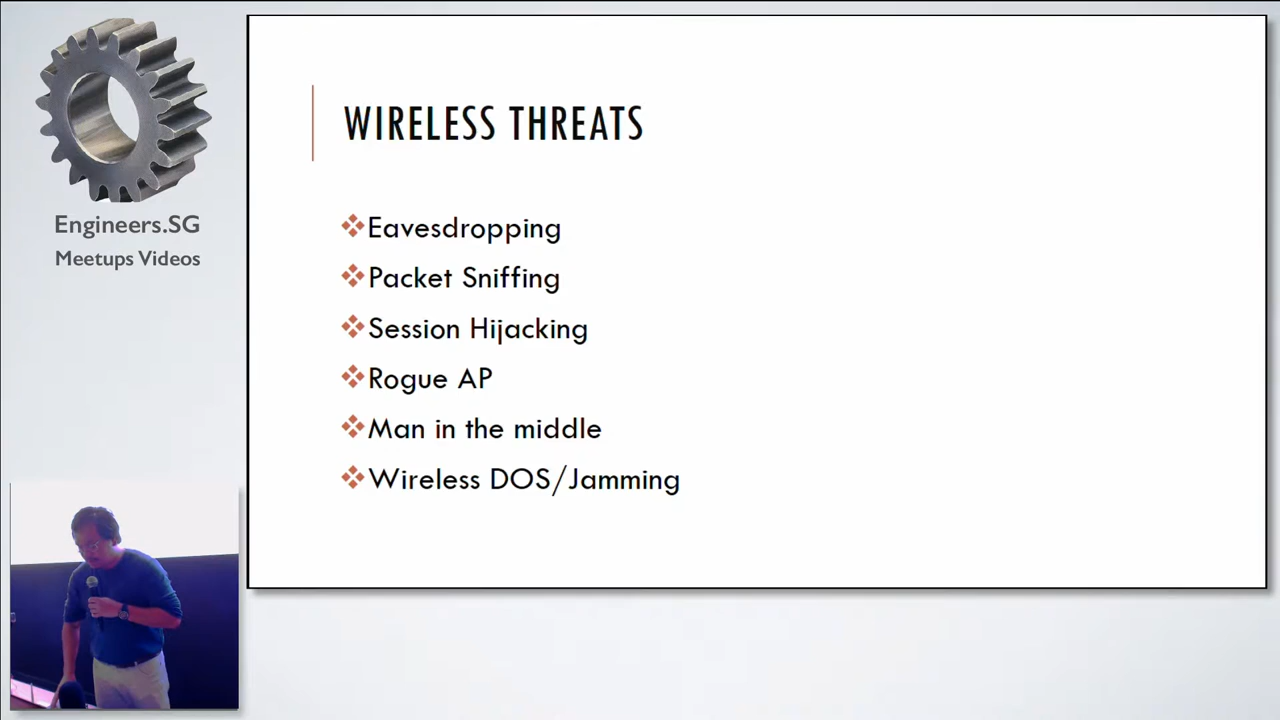 Engineers.SG
Meetups Videos
WIRELESS THREATS
Eavesdropping
Packet Sniffing
Session Hijacking
Rogue AP
Man in the middle
Wireless DOS/Jamming